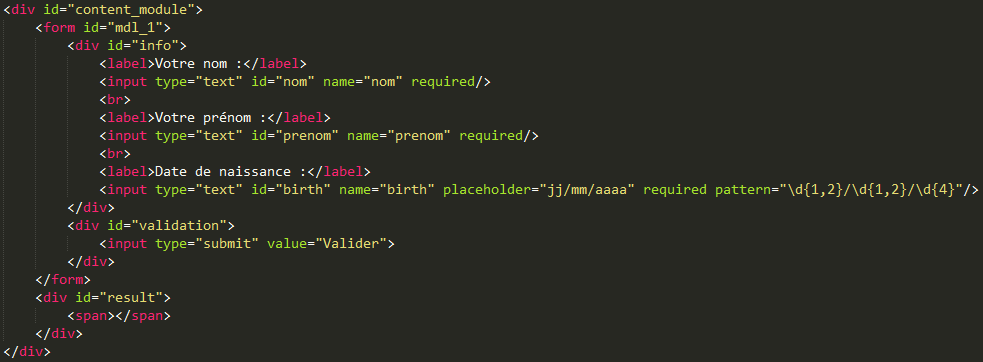 <div id="content_module">
<form id="mdl_1">
<div id="info">
<label>Votre nom :</label>
<input type="text" id="nom" name="nom" required/>
<br>
<label>Votre prénom :</label>
<input type="text" id="prenom" name="prenom" required/>
<br>
<label>Date de naissance :</label>
<input type="text" id="birth" name="birth" placeholder="jj/mm/aaaa" required pattern="\d{1,2}/\d{1,2}/\d{4}"/>
</div>
<div id="validation">
<input type="submit" value="Valider">
</div>
</form>
<div id="result">
<span></span>
</div>
</div>